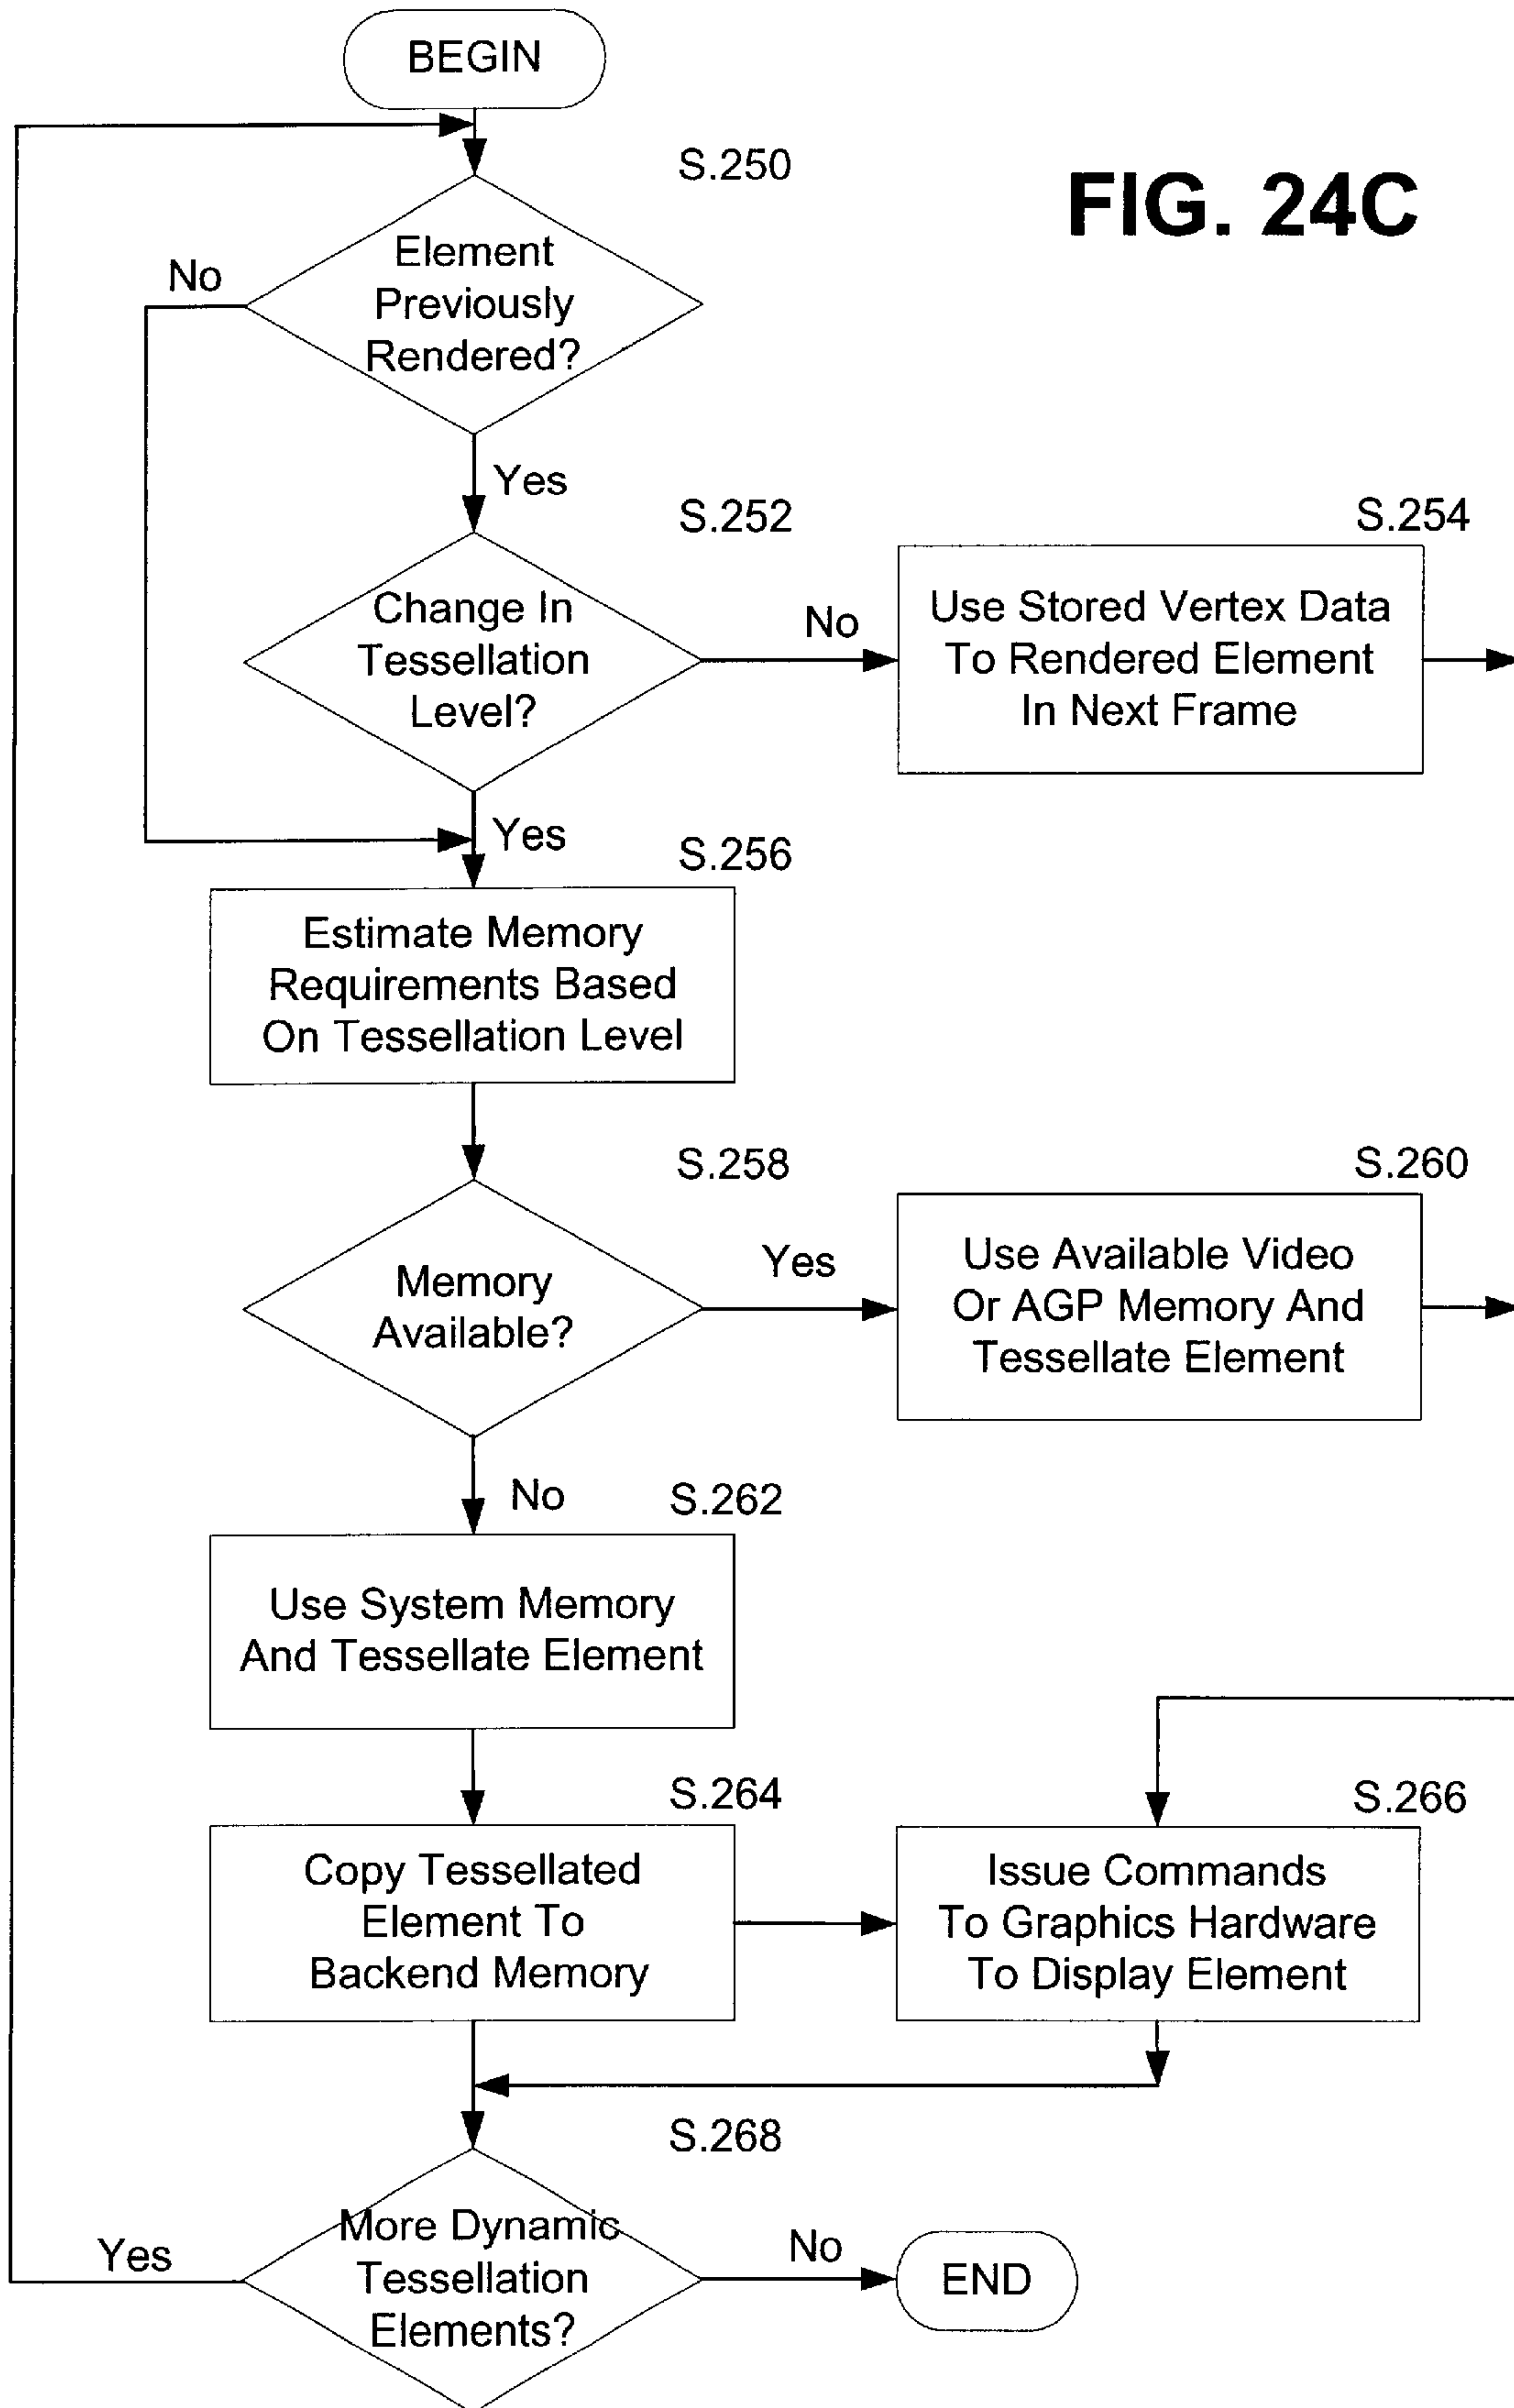 BEGIN
S.250
FIG. 24C
Element
Previously
Rendered?
No
Yes
S.252
Change In
Tessellation
Level?
No
S.254
Use Stored Vertex Data
To Rendered Element
In Next Frame
Yes
S.256
Estimate Memory
Requirements Based
On Tessellation Level
S.258
Memory
Available?
Yes
S.260
Use Available Video
Or AGP Memory And
Tessellate Element
No
S.262
Use System Memory
And Tessellate Element
S.264
Copy Tessellated
Element To
Backend Memory
S.266
Issue Commands
To Graphics Hardware
To Display Element
S.268
More Dynamic
Tessellation
Elements?
Yes
No
END